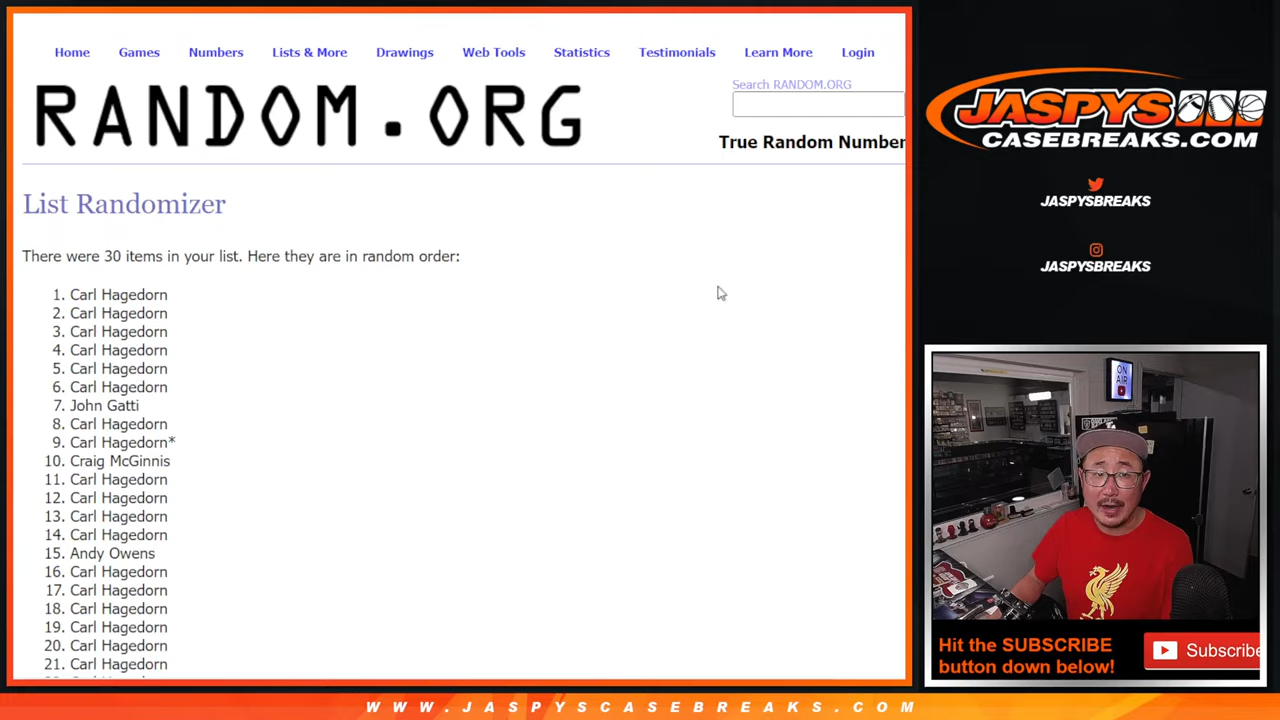 Home Games Numbers Lists & More Drawings Web Tools Statistics Testimonials Learn More Login
RANDOM.ORG
Search RANDOM.ORG
True Random Number
List Randomizer
There were 30 items in your list. Here they are in random order:
1. Carl Hagedorn
2. Carl Hagedorn
3. Carl Hagedorn
4. Carl Hagedorn
5. Carl Hagedorn
6. Carl Hagedorn
7. John Gatti
8. Carl Hagedorn
9. Carl Hagedorn*
10. Craig McGinnis
11. Carl Hagedorn
12. Carl Hagedorn
13. Carl Hagedorn
14. Carl Hagedorn
15. Andy Owens
16. Carl Hagedorn
17. Carl Hagedorn
18. Carl Hagedorn
19. Carl Hagedorn
20. Carl Hagedorn
21. Carl Hagedorn
JASPYS
CASEBREAKS.COM
JASPYSBREAKS
JASPYSBREAKS
ON
AIR
Hit the SUBSCRIBE
button down below!
Subscribe
WWW.JASPYSCASEBREAKS.COM